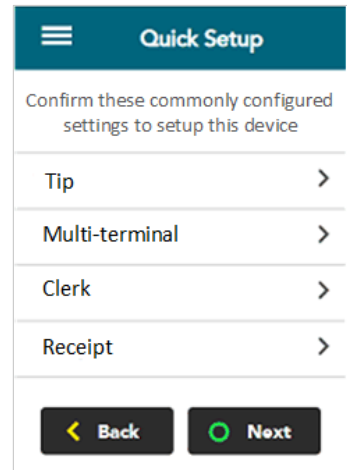 Quick Setup
Confirm these commonly configured
settings to setup this device
Tip
Multi-terminal
Clerk
Receipt
Back
Next